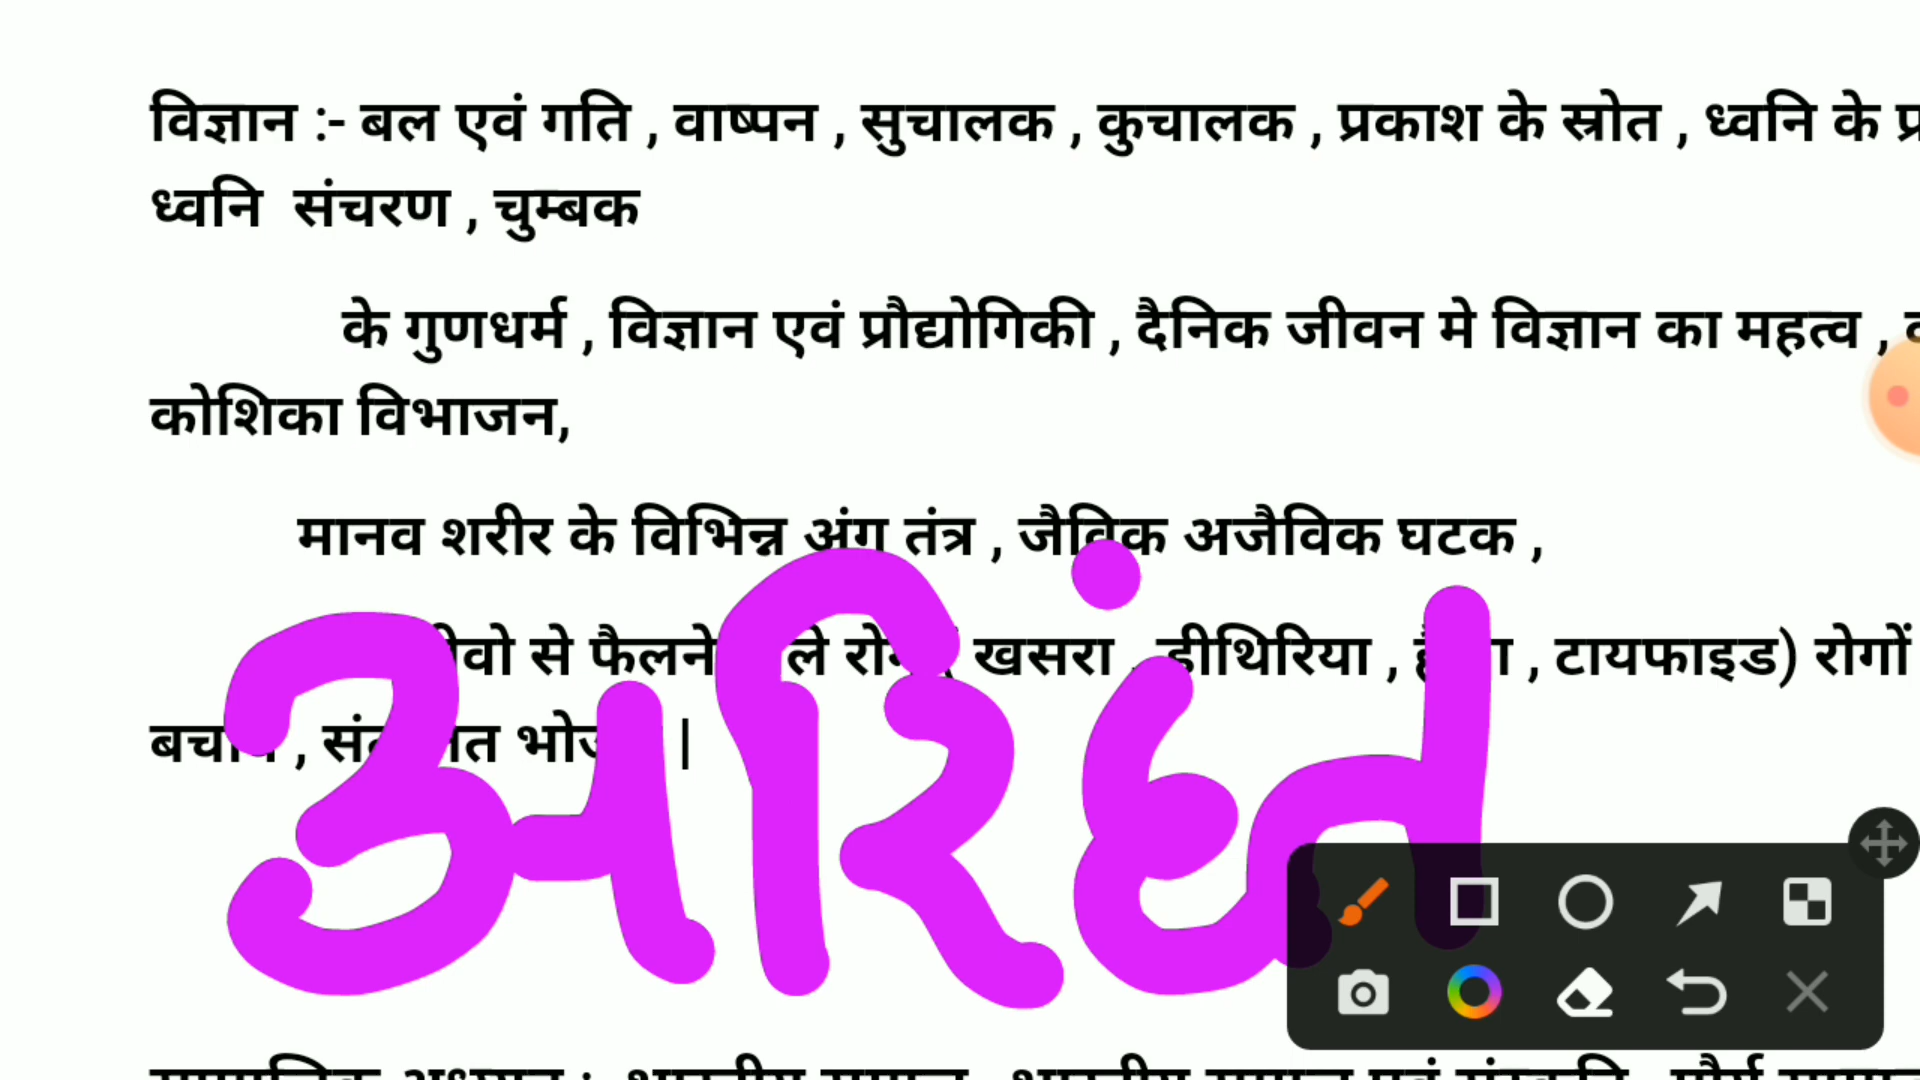 विज्ञान :- बल एवं गति , वाष्पन , सुचालक , कुचालक , प्रकाश के स्रोत , ध्वनि के
ध्वनि संचरण , चुम्बक
के गुणधर्म , विज्ञान एवं प्रौद्योगिकी , दैनिक जीवन मे विज्ञान का महत्व ,
कोशिका विभाजन,
मानव शरीर के विभिन्न अंग तंत्र , जैविक अजैविक घटक ,
से फैलने ( खसरा , डीथिरिया , , टायफाइड) रोगों
, |
अरिहंत